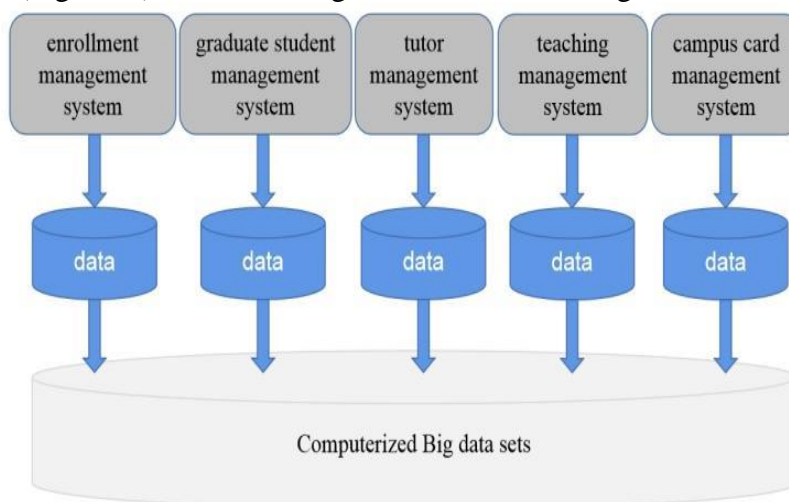 enrollment
management
system
graduate student
management
system
tutor
management
system
teaching
management
system
campus card
management
system
data
data
data
data
data
Computerized Big data sets